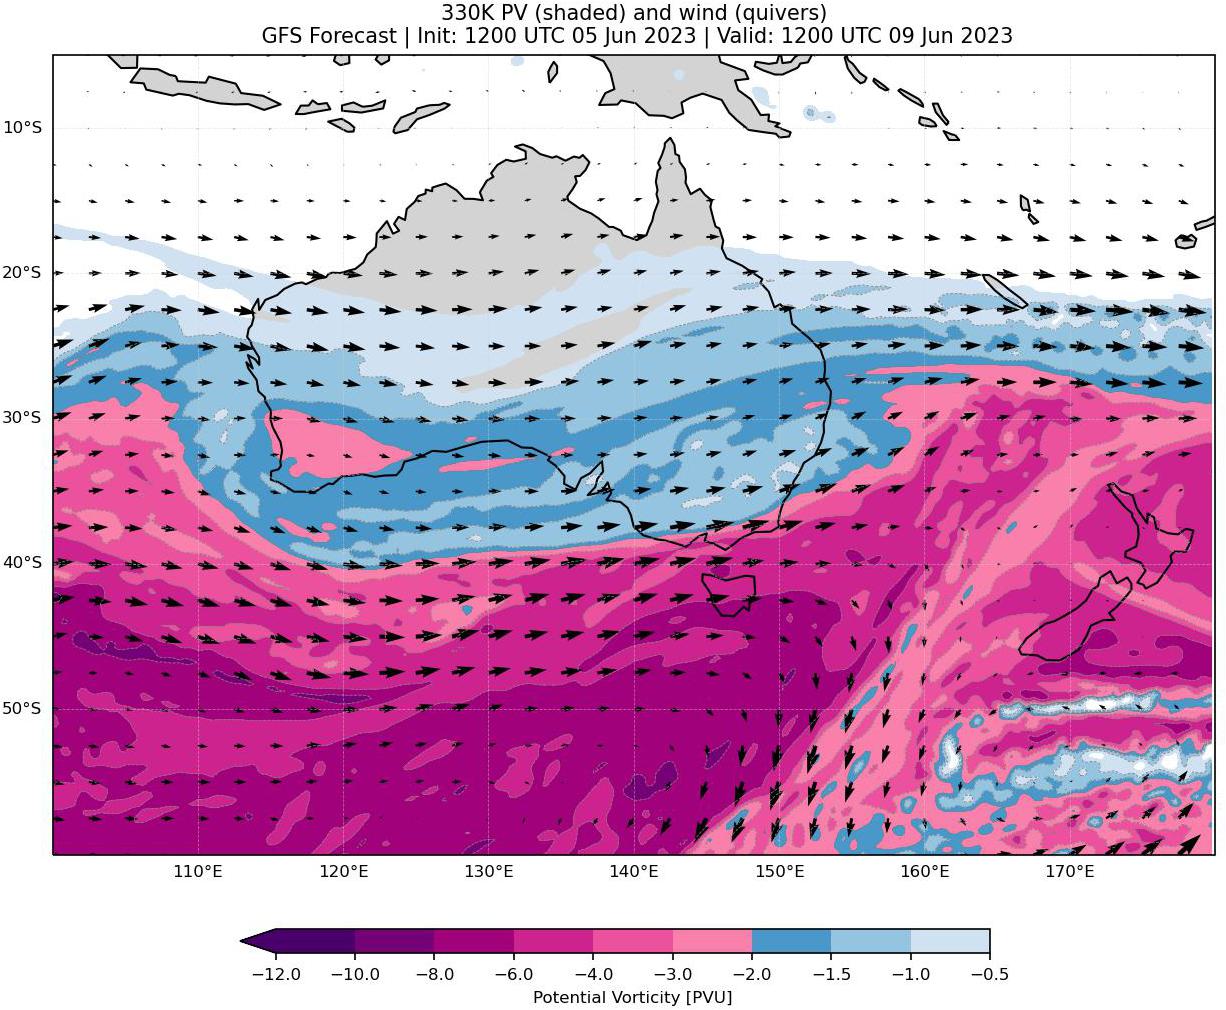 330K PV (shaded) and wind (quivers)
GFS Forecast | Init: 1200 UTC 05 Jun 2023 | Valid: 1200 UTC 09 Jun 2023
10°S
20°S
30°S
40°S
50°S
110°E 120°E 130°E 140°E 150°E 160°E 170°E
−12.0 −10.0 −8.0 −6.0 −4.0 −3.0 −2.0 −1.5 −1.0 −0.5
Potential Vorticity [PVU]